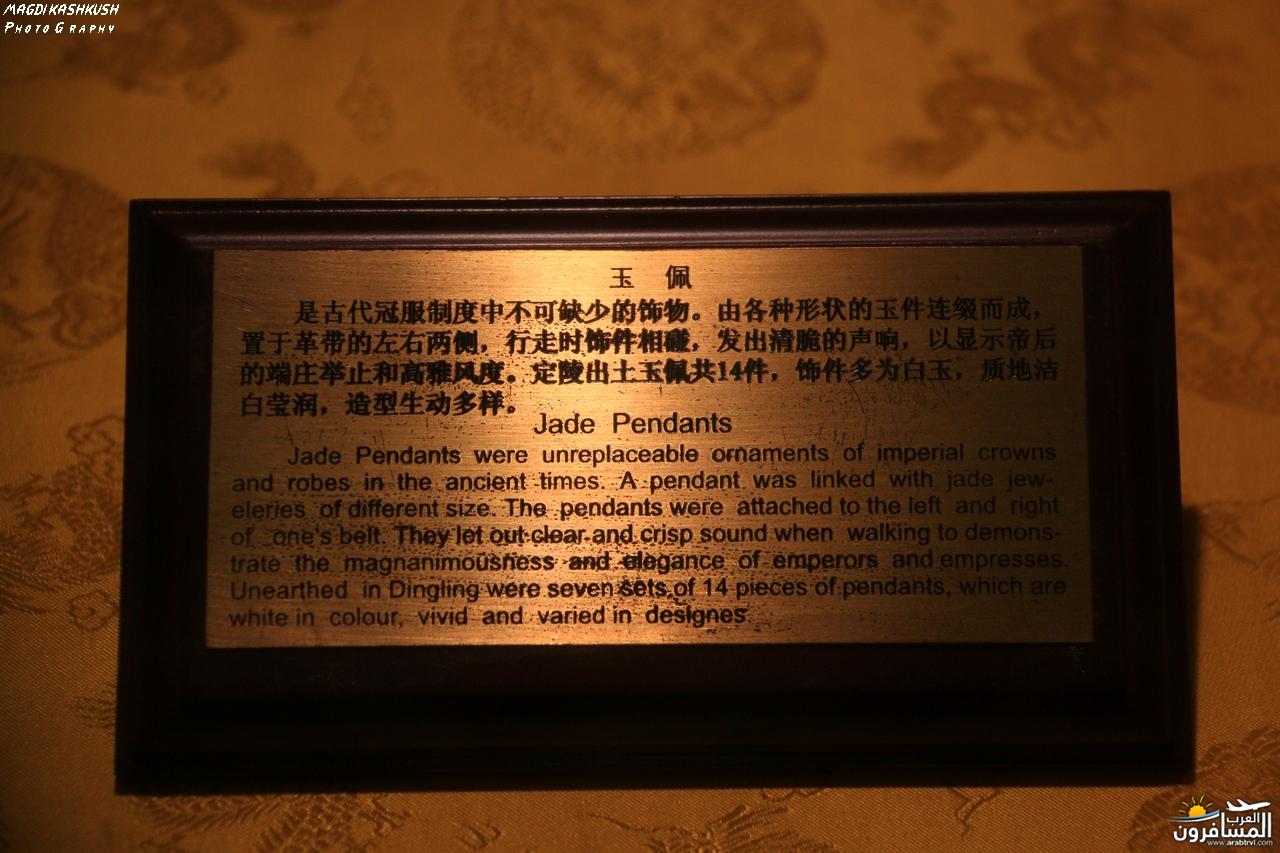 MAGDI KASHKUSH
PHOTOGRAPHY
玉 佩
是古代冠服制度中不可缺少的饰物。由各种形状的玉件连缀而成，
置于革带的左右两侧，行走时饰件相碰，发出清脆的声响，以显示帝后
的端庄举止和高雅风度。定陵出土玉佩共14件，饰件多为白玉，质地洁
白莹润，造型生动多样。
Jade Pendants
Jade Pendants were unreplaceable ornaments of imperial crowns
and robes in the ancient times. A pendant was linked with jade jew-
eleries of different size. The pendants were attached to the left and right
of one's belt. They let out clear and crisp sound when walking to demons-
trate the magnanimousness and elegance of emperors and empresses.
Unearthed in Dingling were seven sets of 14 pieces of pendants, which are
white in colour, vivid and varied in designes.
العرب
المسافرون
www.arabtrvl.com